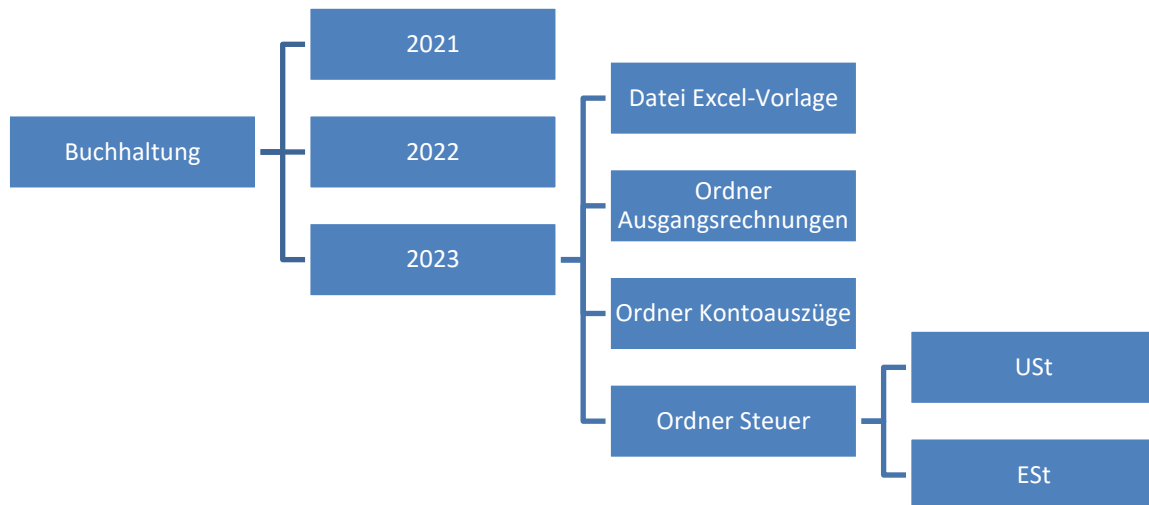 Buchhaltung
2021
2022
2023
Datei Excel-Vorlage
Ordner
Ausgangsrechnungen
Ordner Kontoauszüge
Ordner Steuer
USt
ESt